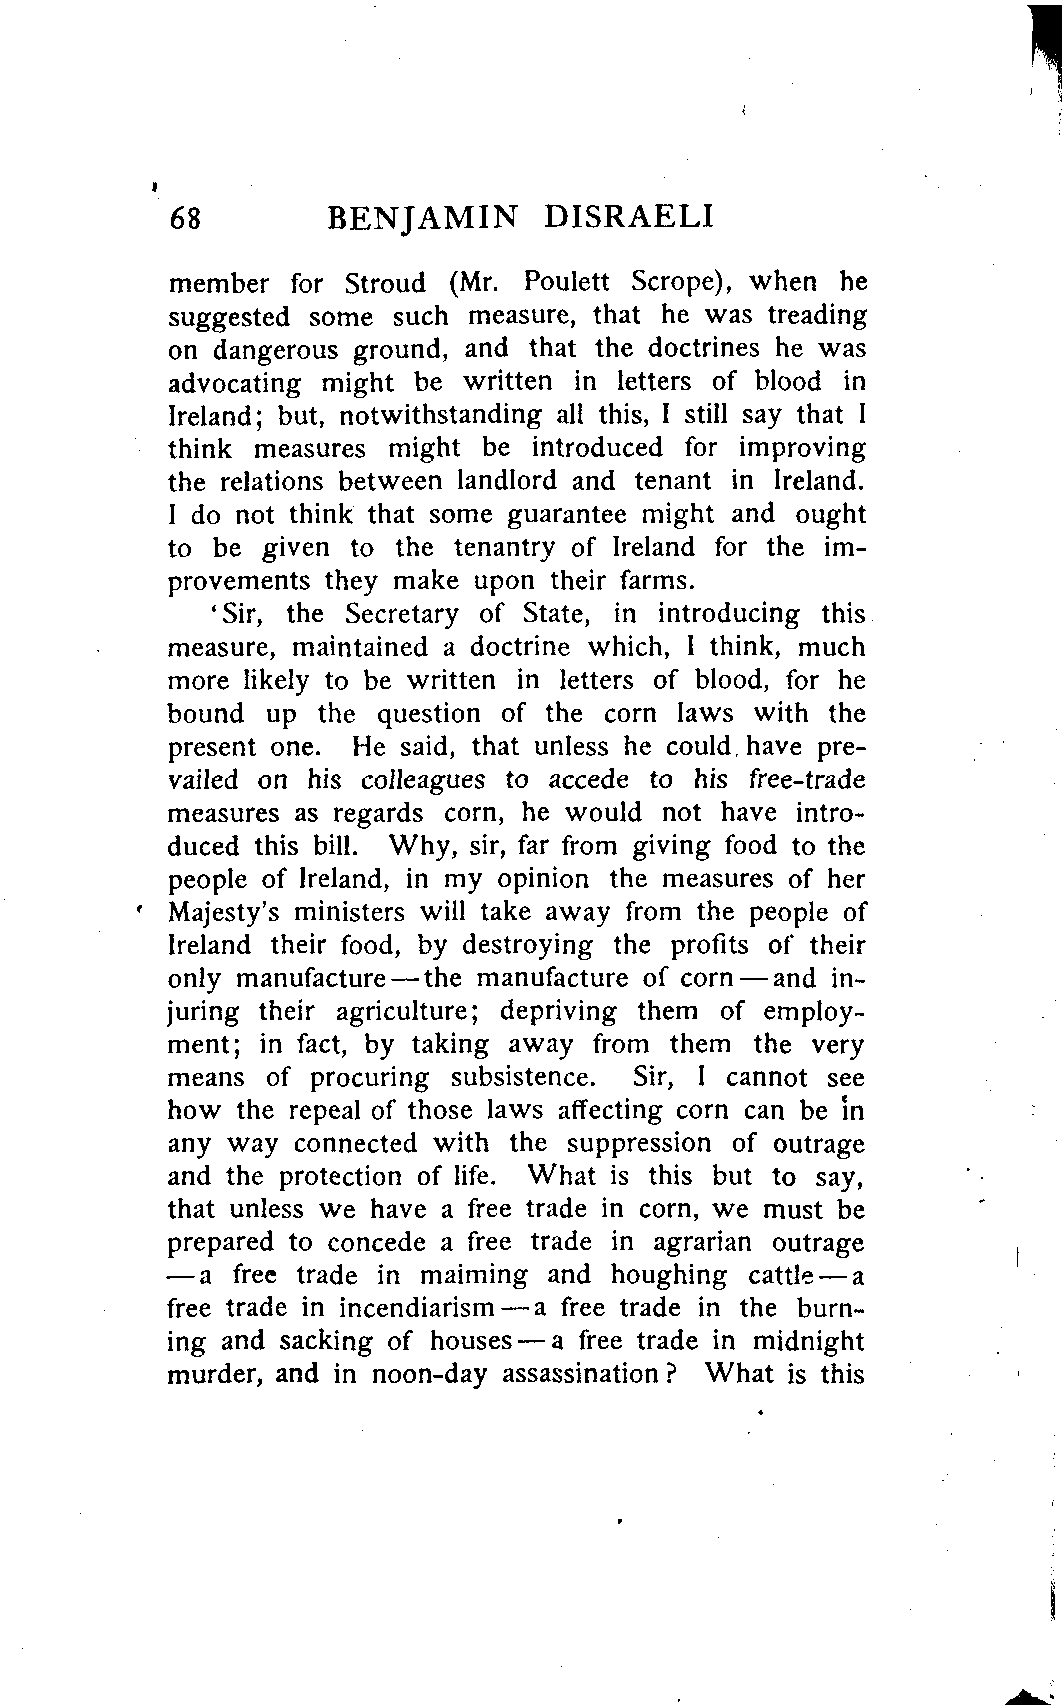 68 BENJAMIN DISRAELI
member for Stroud (Mr. Poulett Scrope), when he
suggested some such measure, that he was treading
on dangerous ground, and that the doctrines he was
advocating might be written in letters of blood in
Ireland; but, notwithstanding all this, I still say that I
think measures might be introduced for improving
the relations between landlord and tenant in Ireland.
I do not think that some guarantee might and ought
to be given to the tenantry of Ireland for the im-
provements they make upon their farms.
'Sir, the Secretary of State, in introducing this
measure, maintained a doctrine which, I think, much
more likely to be written in letters of blood, for he
bound up the question of the corn laws with the
present one. He said, that unless he could have pre-
vailed on his colleagues to accede to his free-trade
measures as regards corn, he would not have intro-
duced this bill. Why, sir, far from giving food to the
people of Ireland, in my opinion the measures of her
Majesty's ministers will take away from the people of
Ireland their food, by destroying the profits of their
only manufacture—the manufacture of corn—and in-
juring their agriculture; depriving them of employ-
ment; in fact, by taking away from them the very
means of procuring subsistence. Sir, I cannot see
how the repeal of those laws affecting corn can be in
any way connected with the suppression of outrage
and the protection of life. What is this but to say,
that unless we have a free trade in corn, we must be
prepared to concede a free trade in agrarian outrage
—a free trade in maiming and houghing cattle—a
free trade in incendiarism—a free trade in the burn-
ing and sacking of houses—a free trade in midnight
murder, and in noon-day assassination? What is this